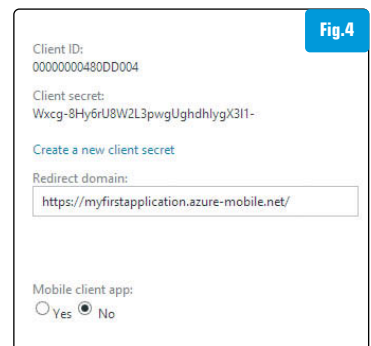 Fig.4
Client ID:
00000000480DD004
Client secret:
Wxcg-8Hy6rU8W2L3pwgUghdhlygX3I1-
Create a new client secret
Redirect domain:
https://myfirstapplication.azure-mobile.net/
Mobile client app:
Yes No